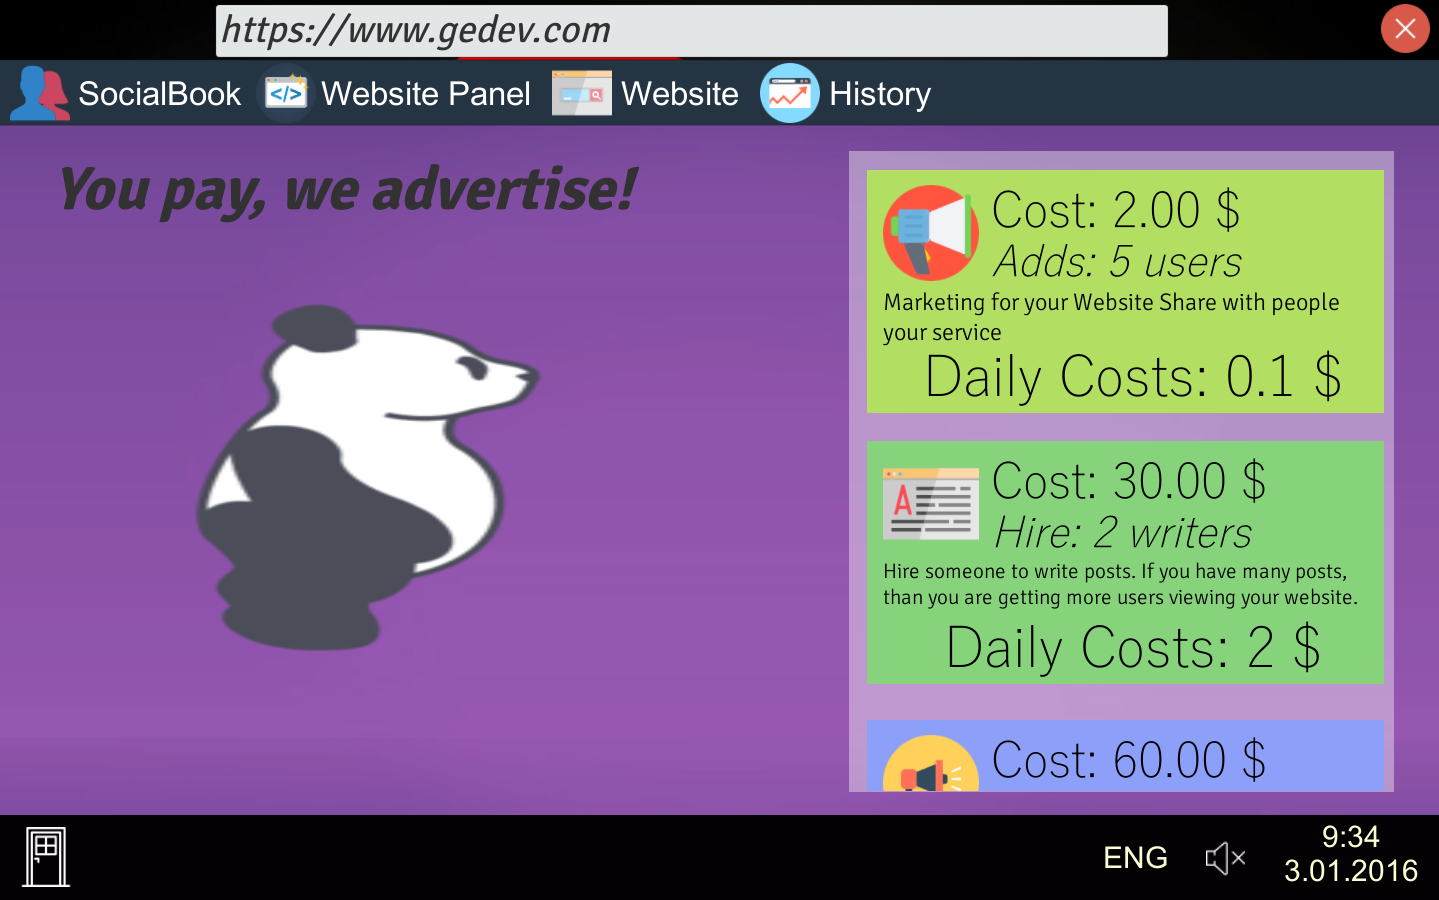 https://www.gedev.com
SocialBook
Website Panel
Website
History
You pay, we advertise!
Cost: 2.00 $
Adds: 5 users
Marketing for your Website Share with people
your service
Daily Costs: 0.1 $
A
Cost: 30.00 $
Hire: 2 writers
Hire someone to write posts. If you have many posts,
than you are getting more users viewing your website.
Daily Costs: 2 $
Cost: 60.00 $
ENG
9:34
3.01.2016